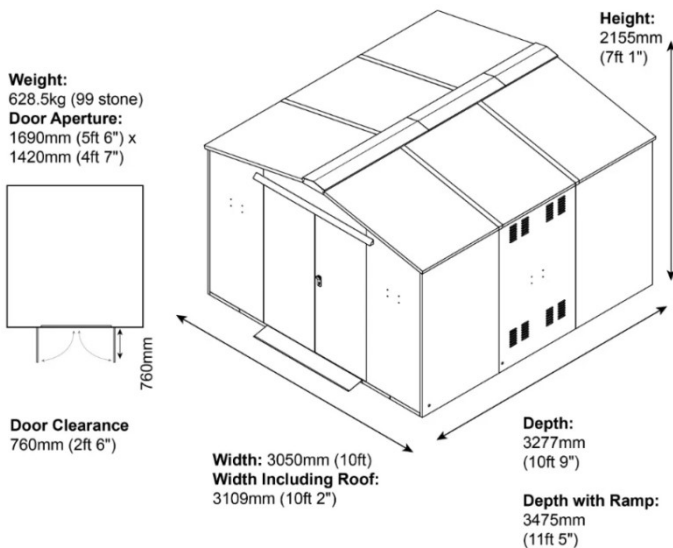 Height:
2155mm
(7ft 1")
Weight:
628.5kg (99 stone)
Door Aperture:
1690mm (5ft 6") x
1420mm (4ft 7")
760mm
Door Clearance
760mm (2ft 6")
Width: 3050mm (10ft)
Width Including Roof:
3109mm (10ft 2")
Depth:
3277mm
(10ft 9")
Depth with Ramp:
3475mm
(11ft 5")